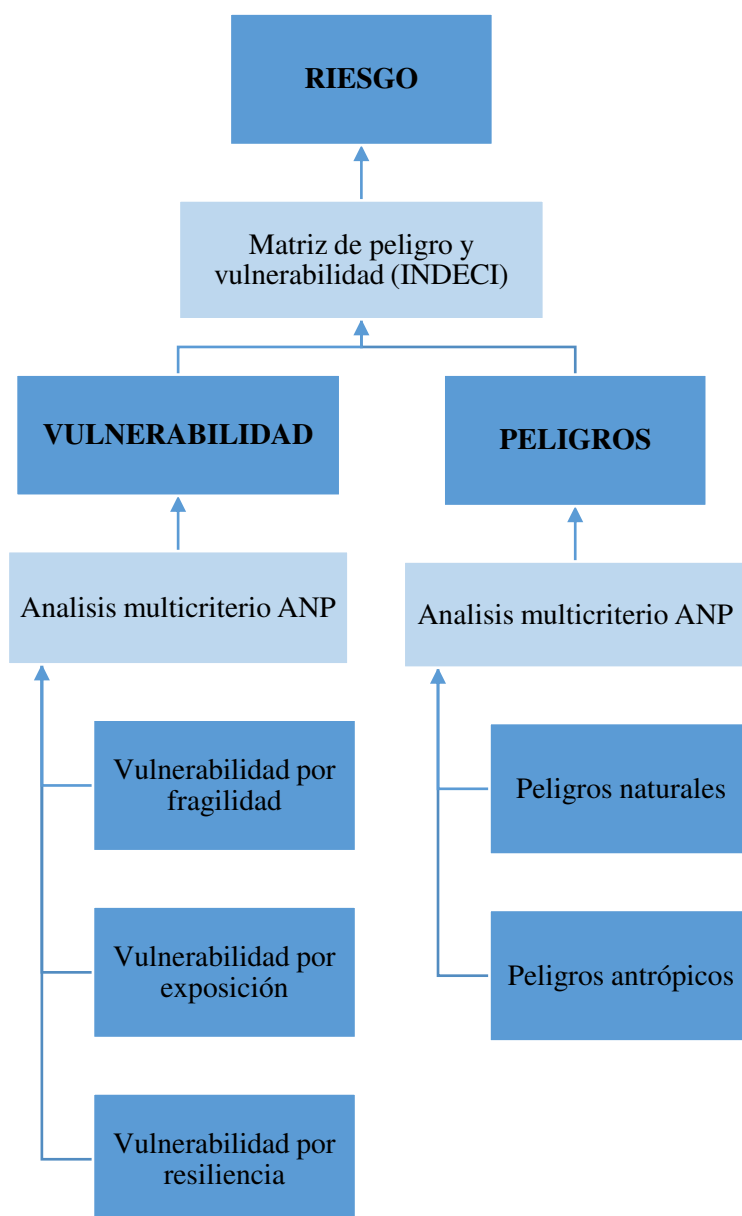 RIESGO
Matriz de peligro y
vulnerabilidad (INDECI)
VULNERABILIDAD
PELIGROS
Analisis multicriterio ANP
Analisis multicriterio ANP
Vulnerabilidad por
fragilidad
Peligros naturales
Vulnerabilidad por
exposición
Peligros antrópicos
Vulnerabilidad por
resiliencia